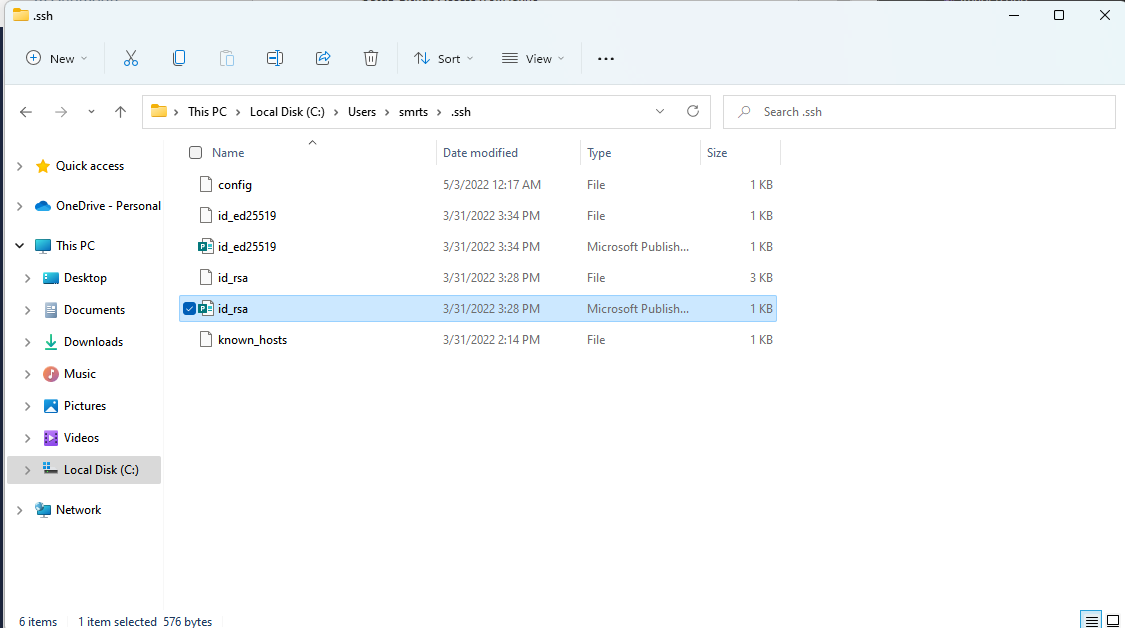 .ssh
New
Sort
View
This PC > Local Disk (C:) > Users > smrts > .ssh
Search .ssh
Quick access
OneDrive - Personal
This PC
Desktop
Documents
Downloads
Music
Pictures
Videos
Local Disk (C:)
Network
Name Date modified Type Size
config 5/3/2022 12:17 AM File 1 KB
id_ed25519 3/31/2022 3:34 PM File 1 KB
id_ed25519 3/31/2022 3:34 PM Microsoft Publish... 1 KB
id_rsa 3/31/2022 3:28 PM File 3 KB
id_rsa 3/31/2022 3:28 PM Microsoft Publish... 1 KB
known_hosts 3/31/2022 2:14 PM File 1 KB
6 items 1 item selected 576 bytes